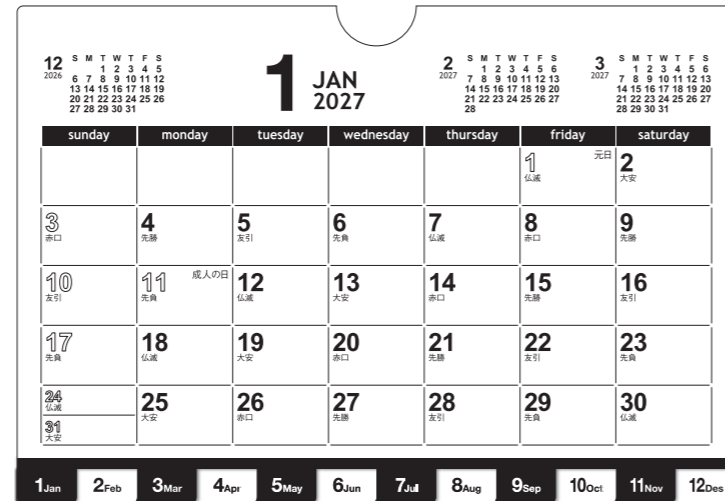 12
2026
S M T W T F S
1 2 3 4 5
6 7 8 9 10 11 12
13 14 15 16 17 18 19
20 21 22 23 24 25 26
27 28 29 30 31
1 JAN
2027
2
2027
S M T W T F S
1 2 3 4 5 6
7 8 9 10 11 12 13
14 15 16 17 18 19 20
21 22 23 24 25 26 27
28
3
2027
S M T W T F S
1 2 3 4 5 6
7 8 9 10 11 12 13
14 15 16 17 18 19 20
21 22 23 24 25 26 27
28 29 30 31
sunday monday tuesday wednesday thursday friday saturday
1 元日 2
仏滅 大安
3 4 5 6 7 8 9
赤口 先勝 友引 先負 仏滅 赤口 先勝
10 11 成人の日 12 13 14 15 16
友引 先負 仏滅 大安 赤口 先勝 友引
17 18 19 20 21 22 23
先負 仏滅 大安 赤口 先勝 友引 先負
24 25 26 27 28 29 30
仏滅 大安 赤口 先勝 友引 先負 仏滅
31
大安
1Jan 2Feb 3Mar 4Apr 5May 6Jun 7Jul 8Aug 9Sep 10Oct 11Nov 12Dec